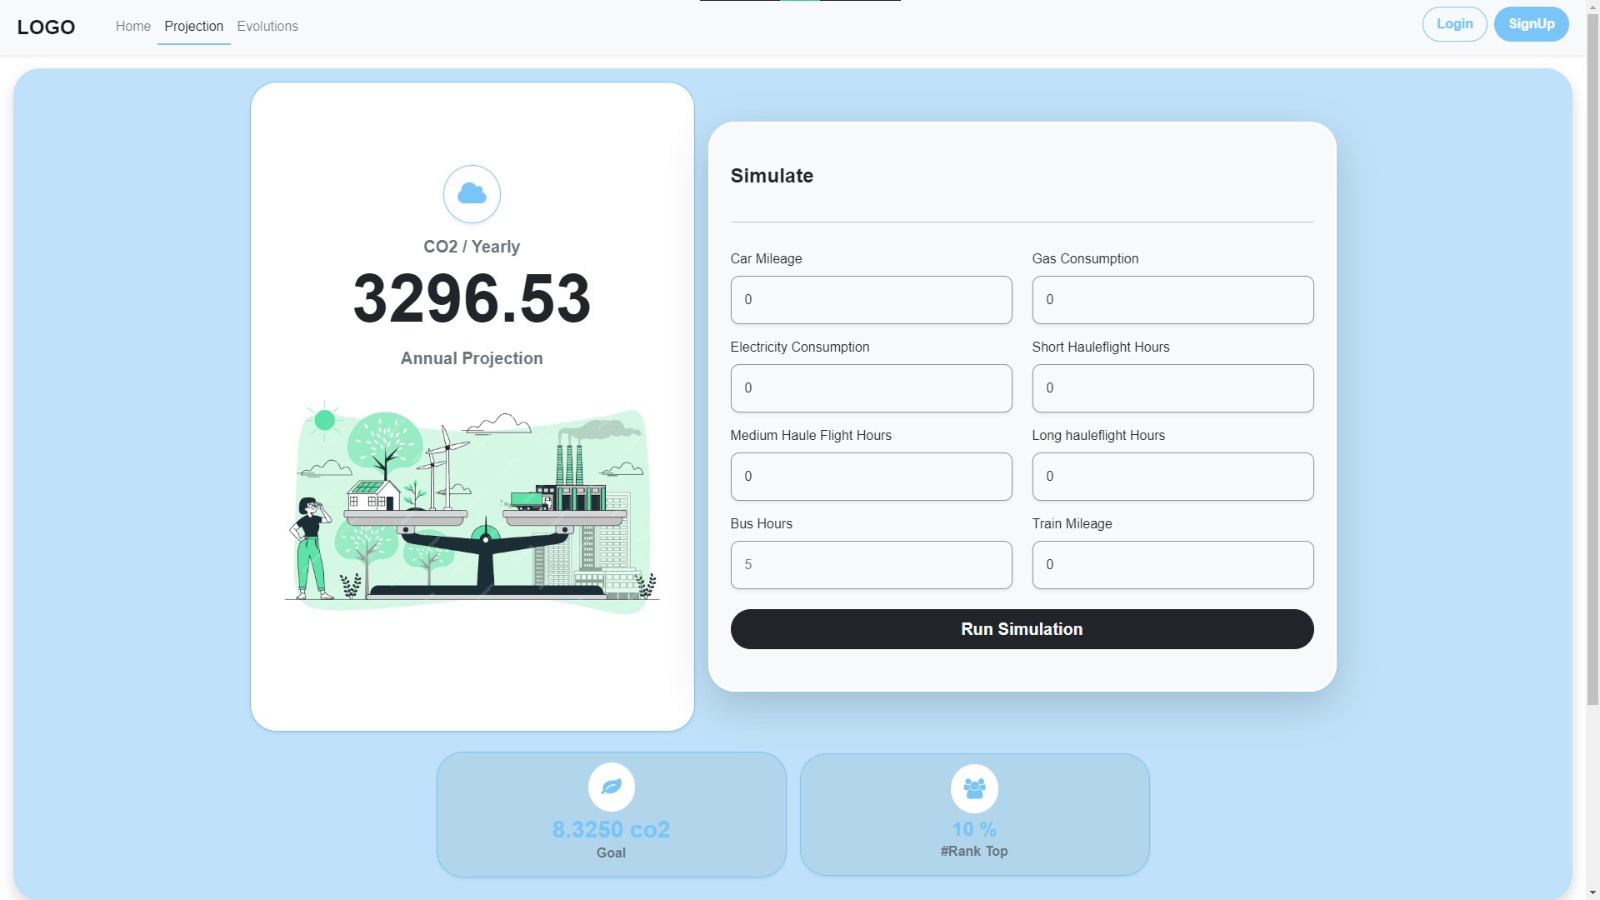 LOGO
Home
Projection
Evolutions
Login
SignUp
CO2 / Yearly
3296.53
Annual Projection
Simulate
Car Mileage
Gas Consumption
0
0
Electricity Consumption
Short Hauleflight Hours
0
0
Medium Haule Flight Hours
Long hauleflight Hours
0
0
Bus Hours
Train Mileage
5
0
Run Simulation
8.3250 co2
Goal
10 %
#Rank Top